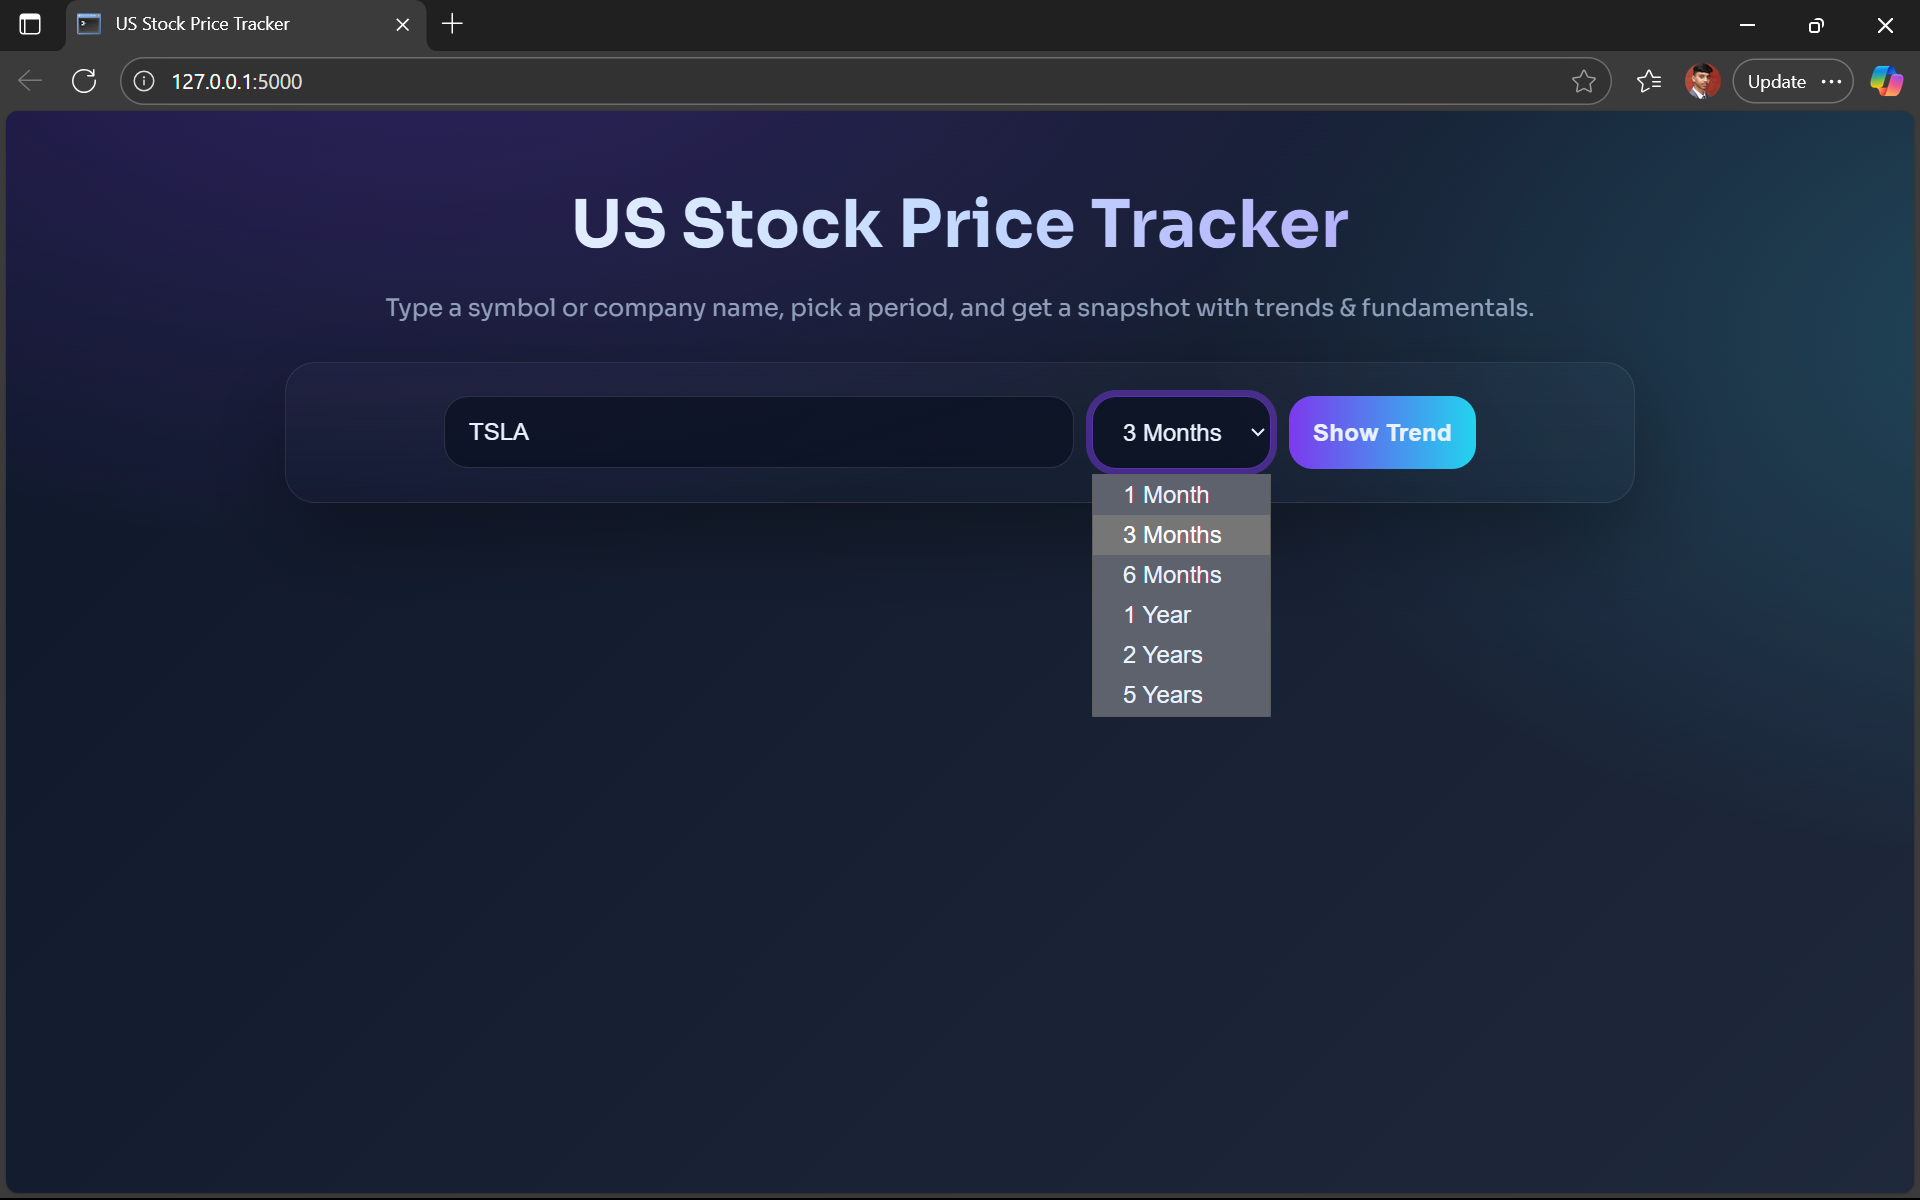 US Stock Price Tracker
127.0.0.1:5000
Update
US Stock Price Tracker
Type a symbol or company name, pick a period, and get a snapshot with trends & fundamentals.
TSLA
3 Months
Show Trend
1 Month
3 Months
6 Months
1 Year
2 Years
5 Years